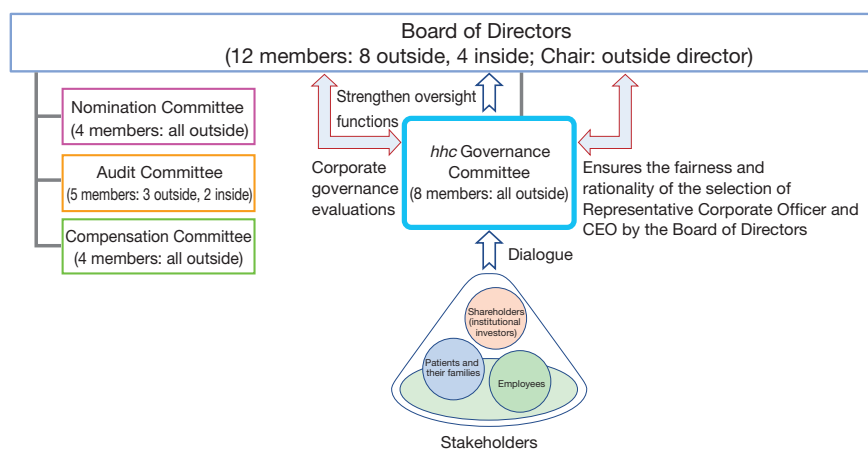 Board of Directors
(12 members: 8 outside, 4 inside; Chair: outside director)
Nomination Committee
(4 members: all outside)
Audit Committee
(5 members: 3 outside, 2 inside)
Compensation Committee
(4 members: all outside)
Strengthen oversight
functions
Corporate
governance
evaluations
hhc Governance
Committee
(8 members: all outside)
Ensures the fairness and
rationality of the selection of
Representative Corporate Officer and
CEO by the Board of Directors
Dialogue
Shareholders
(institutional
investors)
Patients and
their families
Employees
Stakeholders